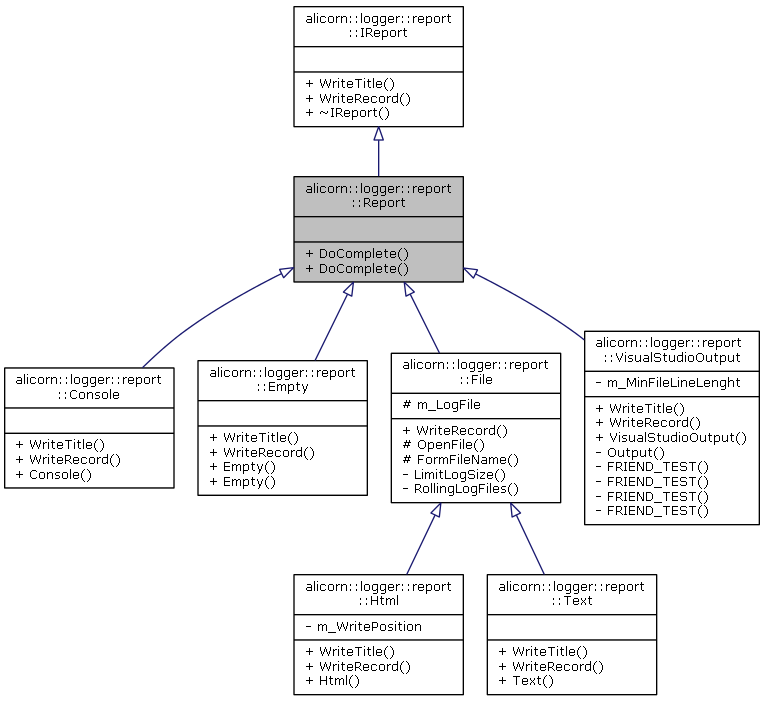 alicorn::logger::report
::IReport
+ WriteTitle()
+ WriteRecord()
+ ~IReport()
alicorn::logger::report
::Report
+ DoComplete()
+ DoComplete()
alicorn::logger::report
::Console
+ WriteTitle()
+ WriteRecord()
+ Console()
alicorn::logger::report
::Empty
+ WriteTitle()
+ WriteRecord()
+ Empty()
+ Empty()
alicorn::logger::report
::File
# m_LogFile
+ WriteRecord()
# OpenFile()
# FormFileName()
- LimitLogSize()
- RollingLogFiles()
alicorn::logger::report
::VisualStudioOutput
- m_MinFileLineLenght
+ WriteTitle()
+ WriteRecord()
+ VisualStudioOutput()
- Output()
- FRIEND_TEST()
- FRIEND_TEST()
- FRIEND_TEST()
- FRIEND_TEST()
alicorn::logger::report
::Html
- m_WritePosition
+ WriteTitle()
+ WriteRecord()
+ Html()
alicorn::logger::report
::Text
+ WriteTitle()
+ WriteRecord()
+ Text()